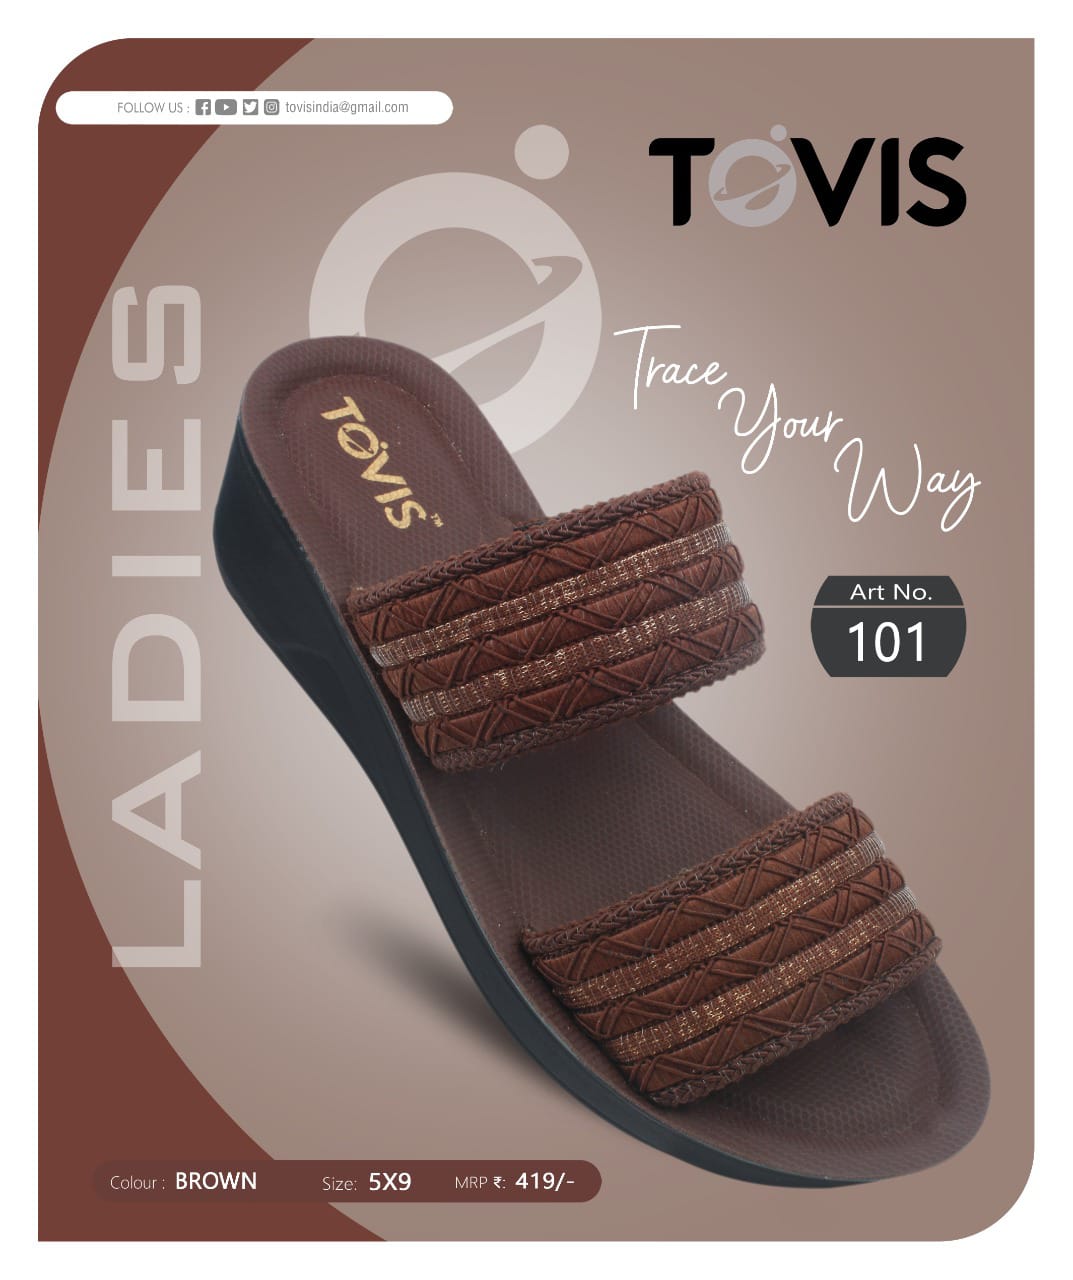 FOLLOW US : tovisindia@gmail.com
TOVIS
Trace
Your
Way
LADIES
TOVIS™
Art No.
101
Colour : BROWN Size: 5X9 MRP ₹: 419/-